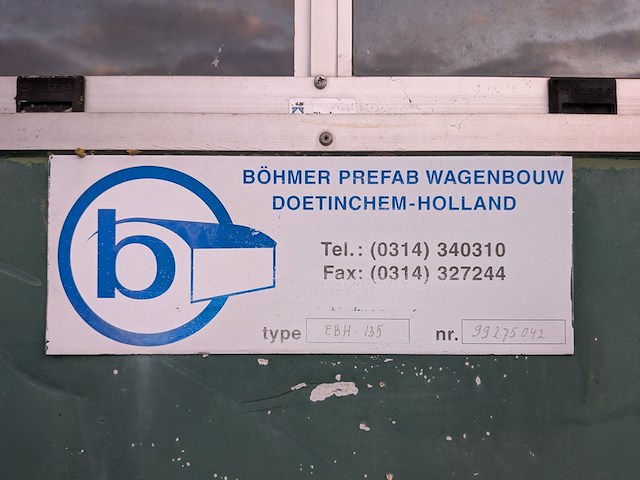 b
BÖHMER PREFAB WAGENBOUW
DOETINCHEM-HOLLAND
Tel.: (0314) 340310
Fax: (0314) 327244
type EBH-135 nr. 99275042